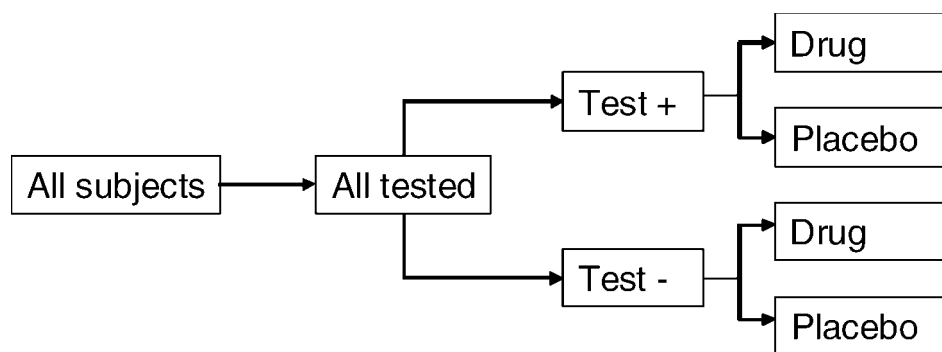 All subjects
All tested
Test +
Drug
Placebo
Test -
Drug
Placebo